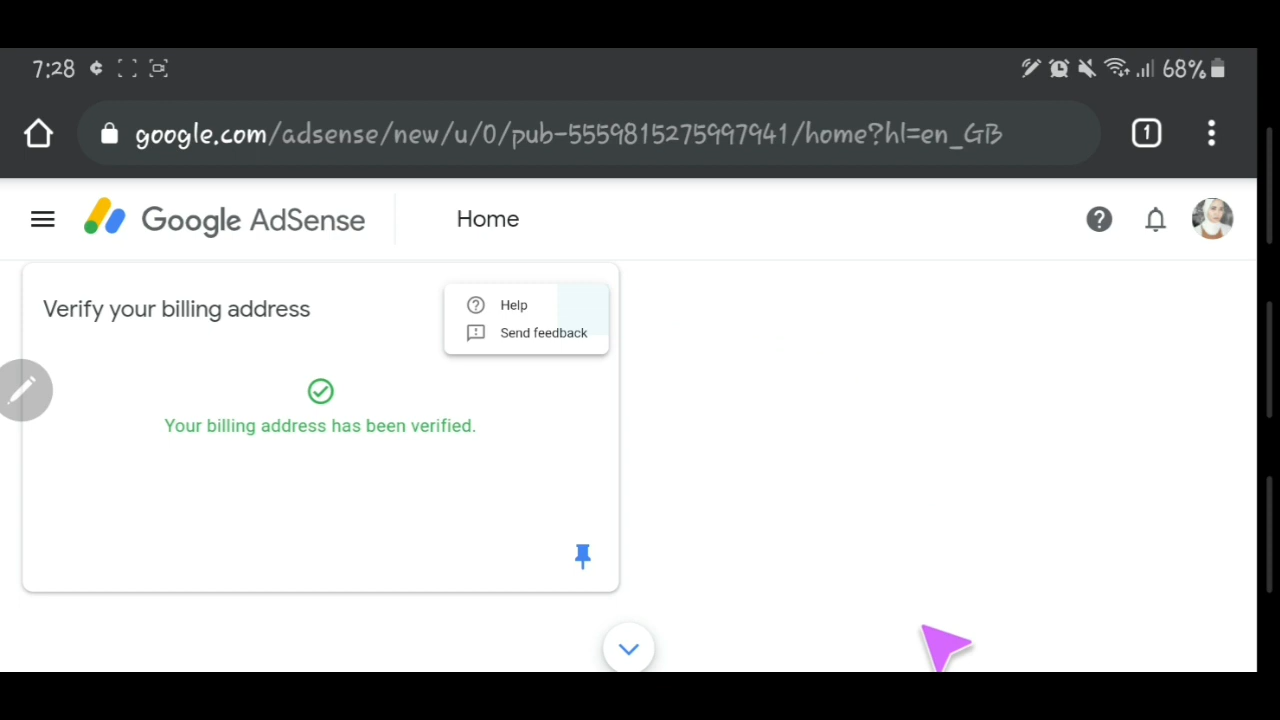 7:28 68%
google.com/adsense/new/u/0/pub-5559815275997941/home?hl=en_GB 1
Google AdSense Home
Verify your billing address
Help
Send feedback
Your billing address has been verified.